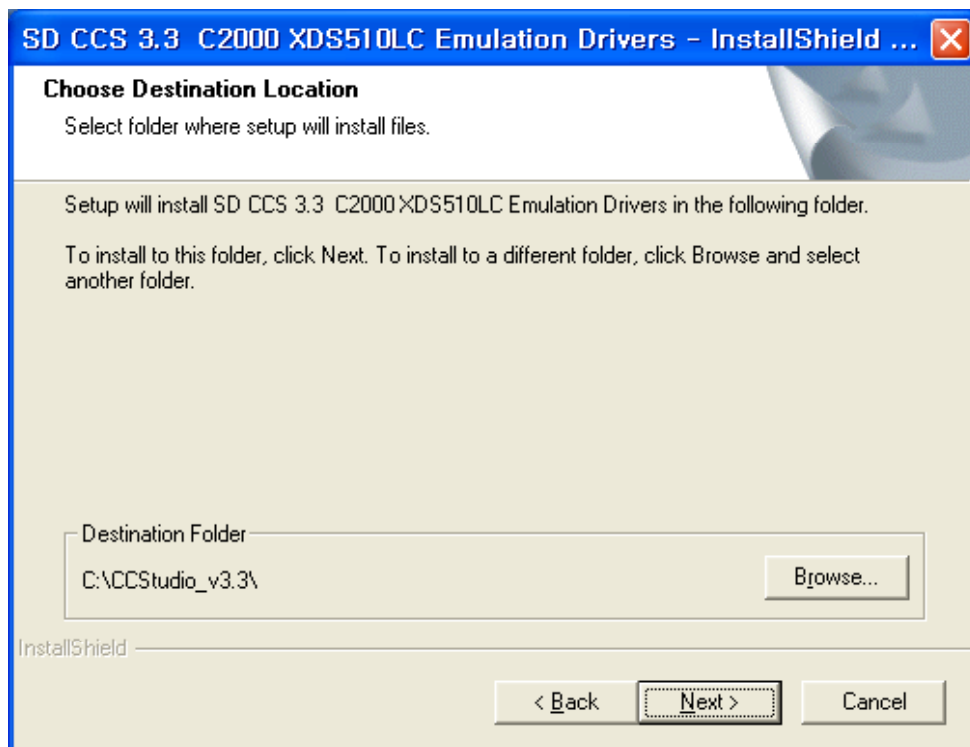 SD CCS 3.3  C2000 XDS510LC Emulation Drivers - InstallShield ...
Choose Destination Location
Select folder where setup will install files.
Setup will install SD CCS 3.3  C2000 XDS510LC Emulation Drivers in the following folder.
To install to this folder, click Next. To install to a different folder, click Browse and select
another folder.
Destination Folder
C:\CCStudio_v3.3\
Browse...
InstallShield
< Back
Next >
Cancel